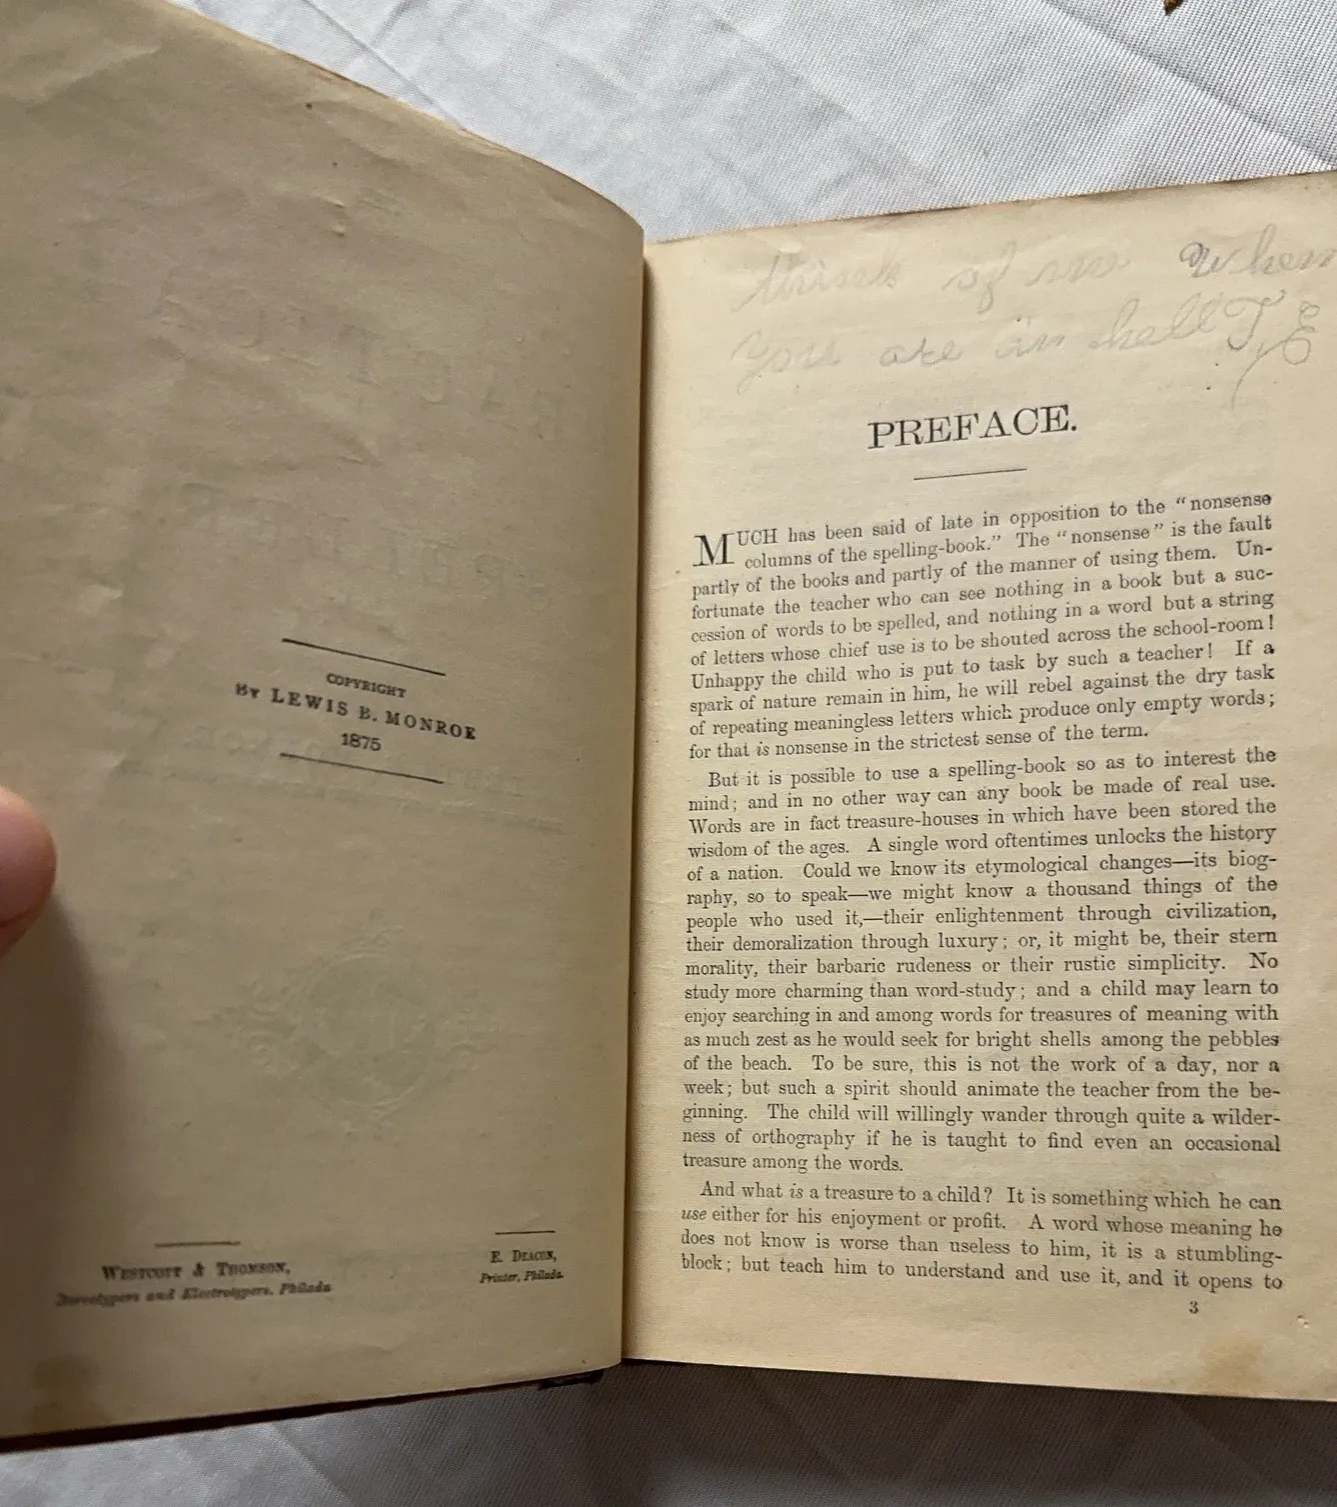 COPYRIGHT
BY LEWIS B. MONROE
1875
WESTCOTT & THOMSON,
Stereotypers and Electrotypers, Philada
E. DEACON,
Printer, Philada.
think of me when
you are in hell T E
PREFACE.
MUCH has been said of late in opposition to the "nonsense
columns of the spelling-book." The "nonsense" is the fault
partly of the books and partly of the manner of using them. Un-
fortunate the teacher who can see nothing in a book but a suc-
cession of words to be spelled, and nothing in a word but a string
of letters whose chief use is to be shouted across the school-room!
Unhappy the child who is put to task by such a teacher! If a
spark of nature remain in him, he will rebel against the dry task
of repeating meaningless letters which produce only empty words;
for that is nonsense in the strictest sense of the term.
But it is possible to use a spelling-book so as to interest the
mind; and in no other way can any book be made of real use.
Words are in fact treasure-houses in which have been stored the
wisdom of the ages. A single word oftentimes unlocks the history
of a nation. Could we know its etymological changes—its biog-
raphy, so to speak—we might know a thousand things of the
people who used it,—their enlightenment through civilization,
their demoralization through luxury; or, it might be, their stern
morality, their barbaric rudeness or their rustic simplicity. No
study more charming than word-study; and a child may learn to
enjoy searching in and among words for treasures of meaning with
as much zest as he would seek for bright shells among the pebbles
of the beach. To be sure, this is not the work of a day, nor a
week; but such a spirit should animate the teacher from the be-
ginning. The child will willingly wander through quite a wilder-
ness of orthography if he is taught to find even an occasional
treasure among the words.
And what is a treasure to a child? It is something which he can
use either for his enjoyment or profit. A word whose meaning he
does not know is worse than useless to him, it is a stumbling-
block; but teach him to understand and use it, and it opens to
3